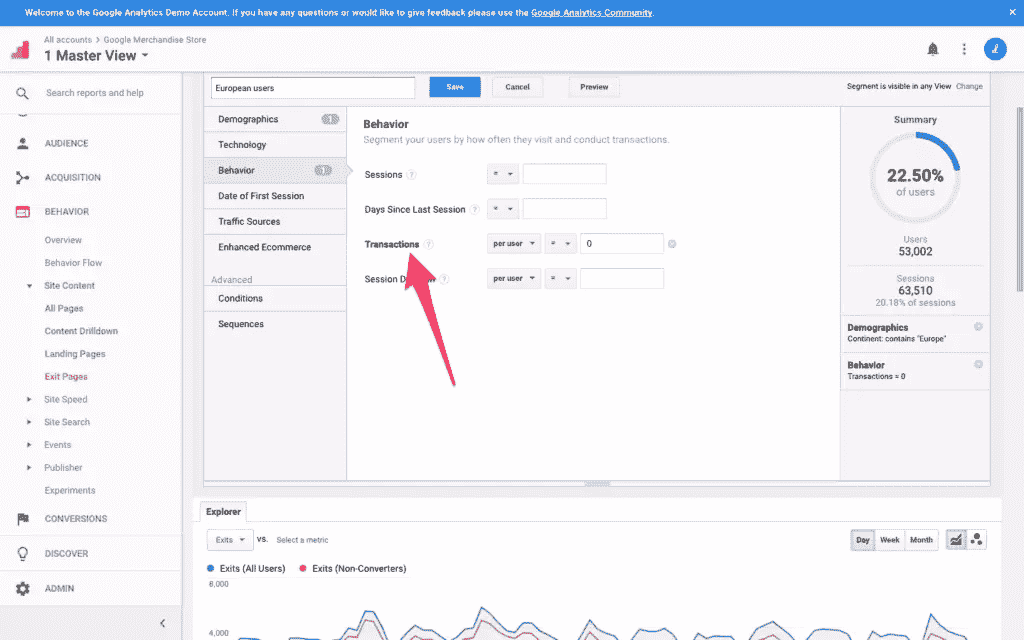 Welcome to the Google Analytics Demo Account. If you have any questions or would like to give feedback please use the Google Analytics Community.
All accounts > Google Merchandise Store
1 Master View
Search reports and help
AUDIENCE
ACQUISITION
BEHAVIOR
Overview
Behavior Flow
Site Content
All Pages
Content Drilldown
Landing Pages
Exit Pages
Site Speed
Site Search
Events
Publisher
Experiments
CONVERSIONS
DISCOVER
ADMIN
European users
Save
Cancel
Preview
Segment is visible in any View Change
Demographics
Technology
Behavior
Date of First Session
Traffic Sources
Enhanced Ecommerce
Advanced
Conditions
Sequences
Behavior
Segment your users by how often they visit and conduct transactions.
Sessions ? =
Days Since Last Session ? =
Transactions ? per user = 0
Session ? per user =
Summary
22.50%
of users
Users
53,002
Sessions
63,510
20.18% of sessions
Demographics
Continent: contains "Europe"
Behavior
Transactions = 0
Explorer
Exits VS. Select a metric
Day Week Month
Exits (All Users) Exits (Non-Converters)
4,000